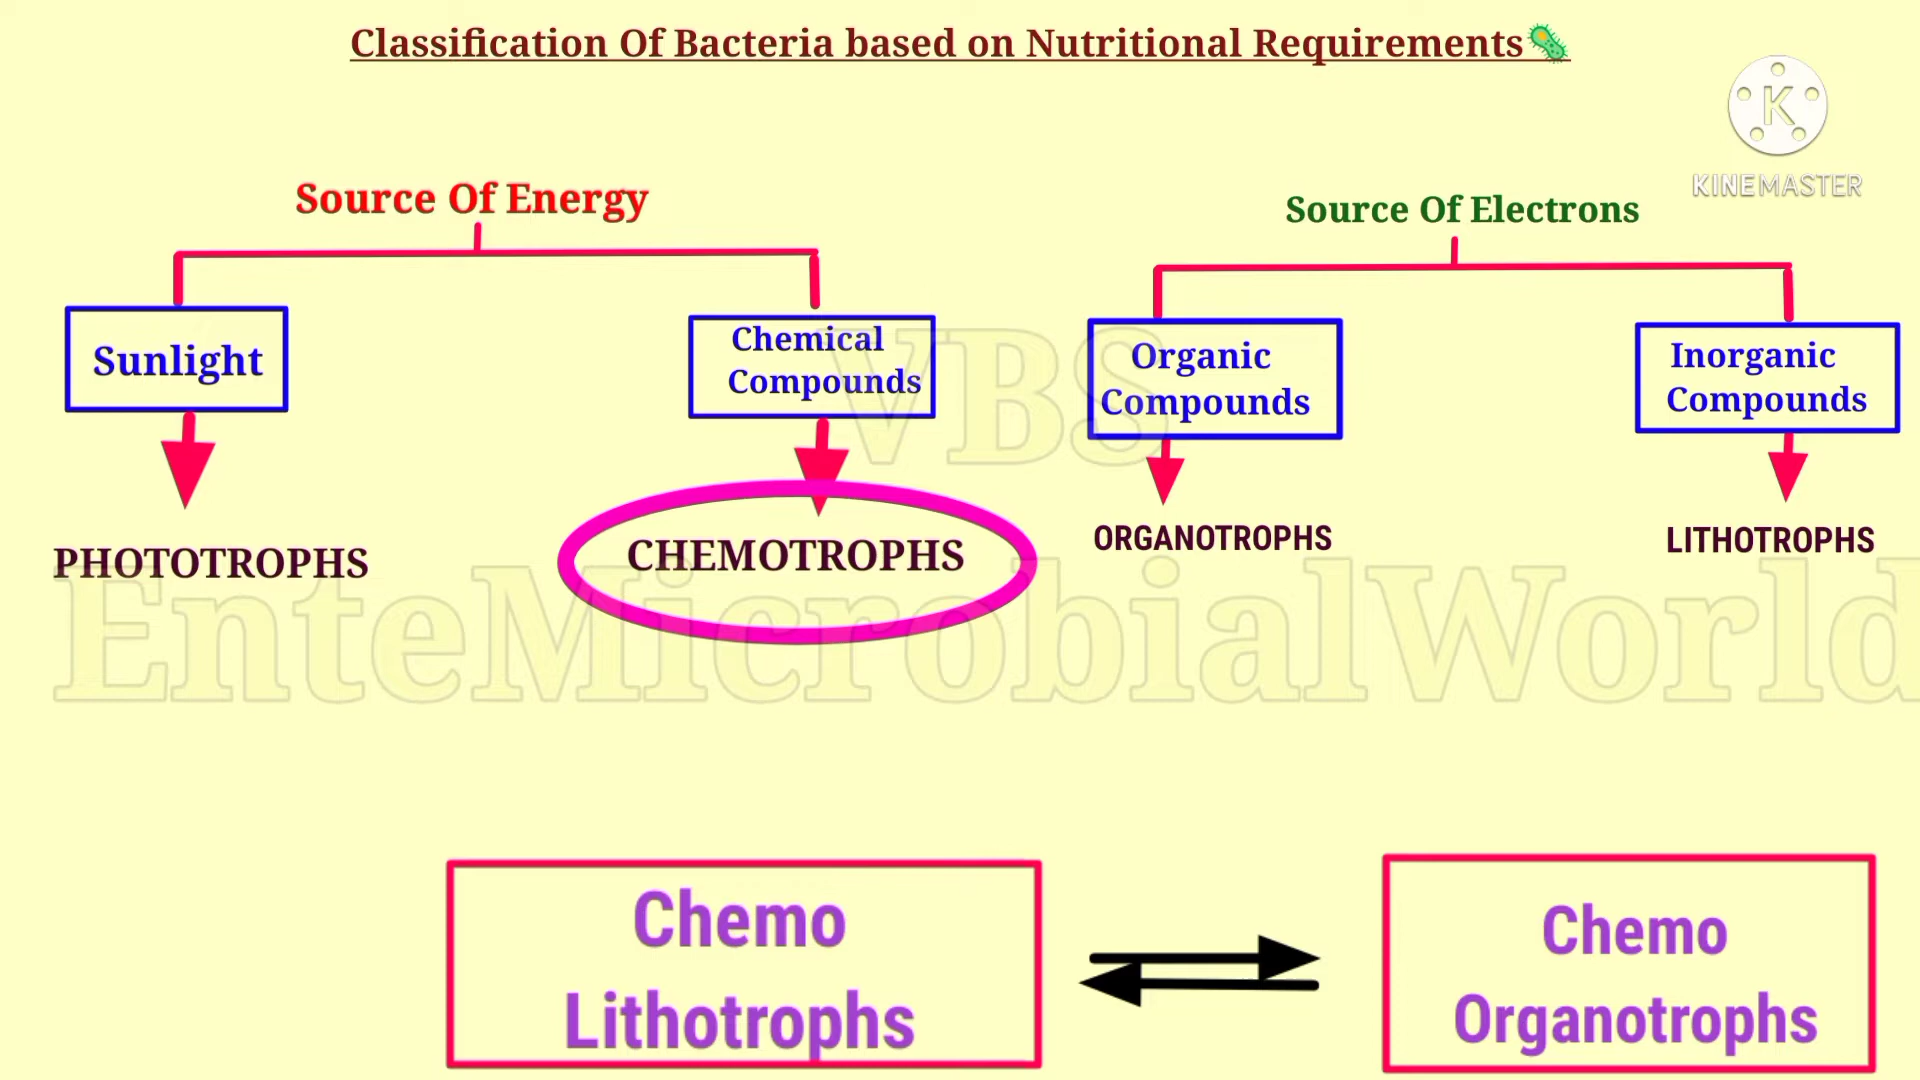 Classification Of Bacteria based on Nutritional Requirements
K
KINEMASTER
Source Of Energy
Source Of Electrons
Sunlight
Chemical
Compounds
Organic
Compounds
Inorganic
Compounds
VBS
PHOTOTROPHS
CHEMOTROPHS
ORGANOTROPHS
LITHOTROPHS
EnteMicrobialWorld
Chemo
Lithotrophs
Chemo
Organotrophs